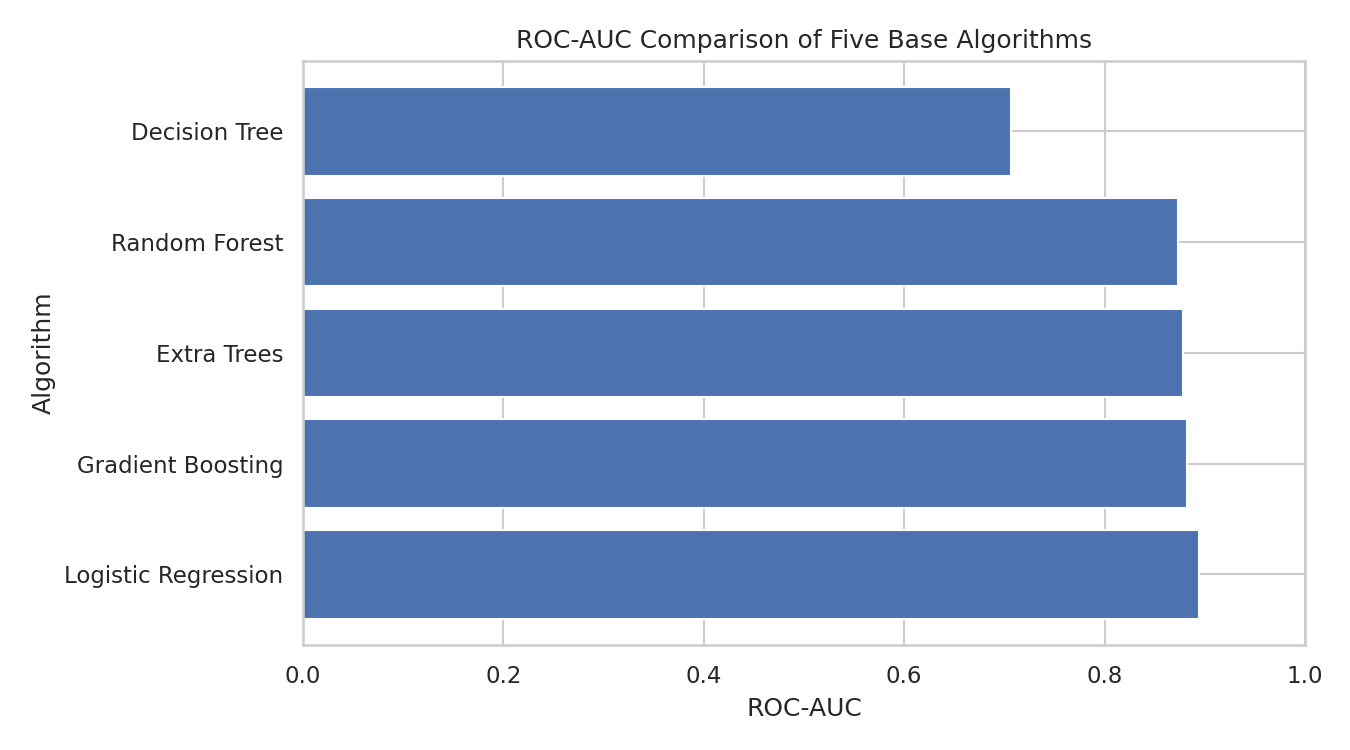 ROC-AUC Comparison of Five Base Algorithms
Algorithm
Decision Tree
Random Forest
Extra Trees
Gradient Boosting
Logistic Regression
0.0 0.2 0.4 0.6 0.8 1.0
ROC-AUC